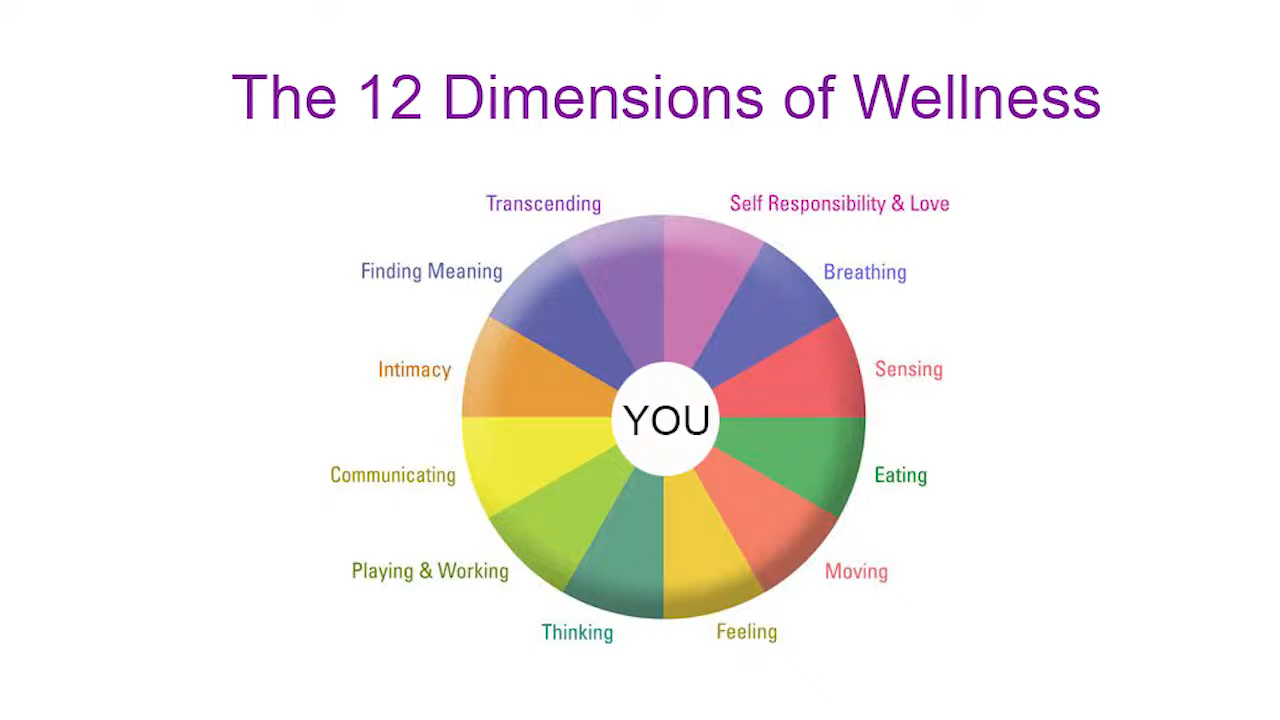 The 12 Dimensions of Wellness
Transcending
Self Responsibility & Love
Finding Meaning
Breathing
Intimacy
Sensing
YOU
Communicating
Eating
Playing & Working
Moving
Thinking
Feeling